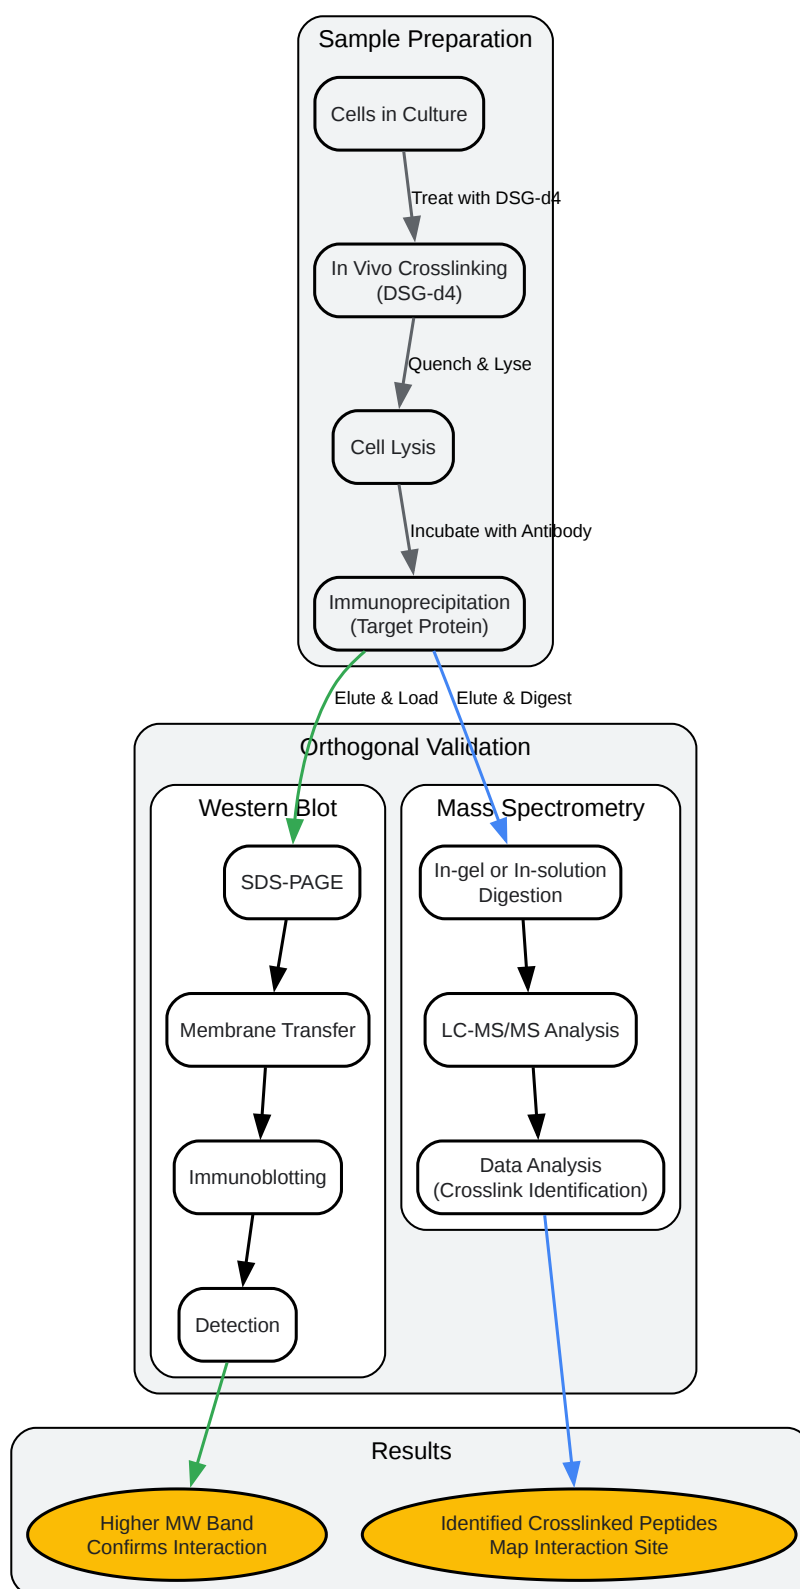 Sample Preparation
Cells in Culture
Treat with DSG-d4
In Vivo Crosslinking
(DSG-d4)
Quench & Lyse
Cell Lysis
Incubate with Antibody
Immunoprecipitation
(Target Protein)
Elute & Load
Elute & Digest
Orthogonal Validation
Western Blot
SDS-PAGE
Membrane Transfer
Immunoblotting
Detection
Mass Spectrometry
In-gel or In-solution
Digestion
LC-MS/MS Analysis
Data Analysis
(Crosslink Identification)
Results
Higher MW Band
Confirms Interaction
Identified Crosslinked Peptides
Map Interaction Site